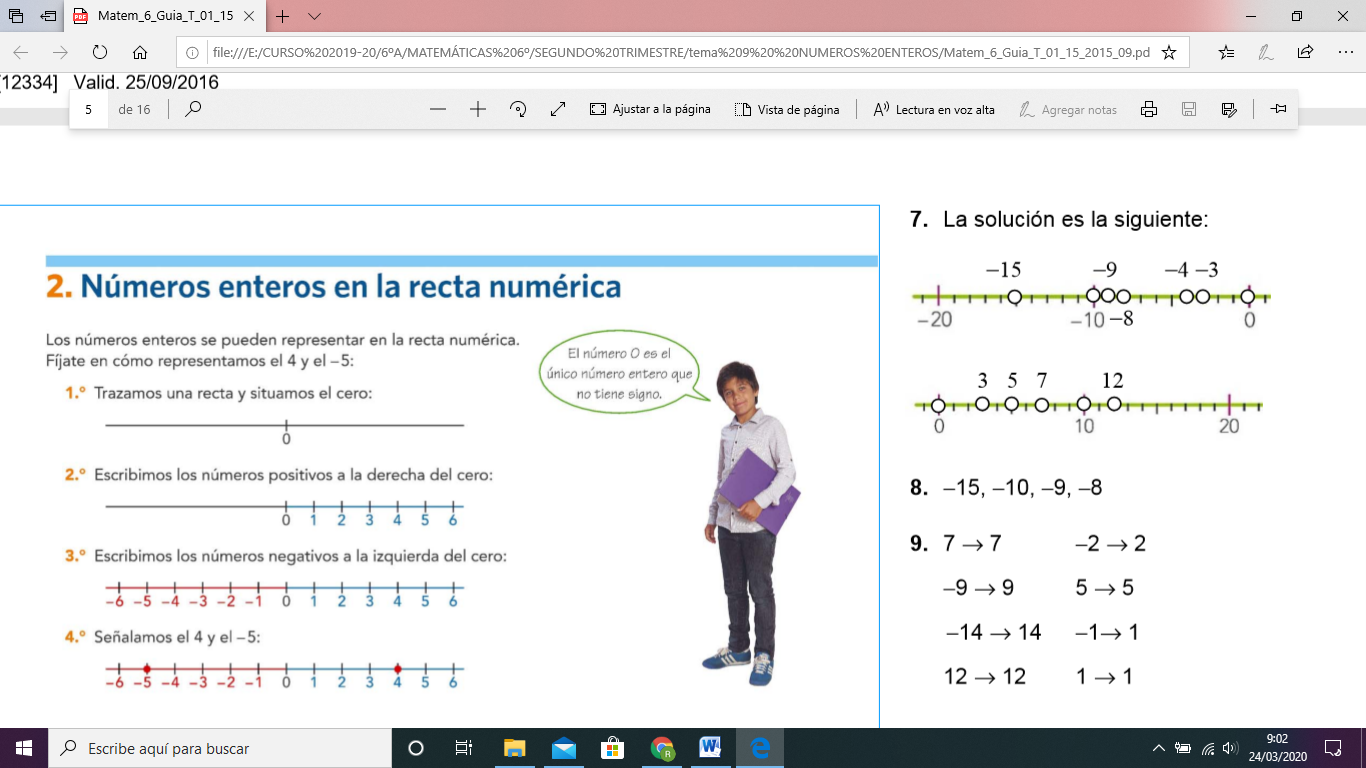 Matem_6_Guia_T_01_15
file:///E:/CURSO%202019-20/6ºA/MATEMÁTICAS%206º/SEGUNDO%20TRIMESTRE/tema%209%20%20NUMEROS%20ENTEROS/Matem_6_Guia_T_01_15_2015_09.pd
[12334] Valid. 25/09/2016
5 de 16 Ajustar a la página Vista de página Lectura en voz alta Agregar notas
2. Números enteros en la recta numérica
Los números enteros se pueden representar en la recta numérica.
Fíjate en cómo representamos el 4 y el –5:
1.º Trazamos una recta y situamos el cero:
0
2.º Escribimos los números positivos a la derecha del cero:
0 1 2 3 4 5 6
3.º Escribimos los números negativos a la izquierda del cero:
–6 –5 –4 –3 –2 –1 0 1 2 3 4 5 6
4.º Señalamos el 4 y el –5:
–6 –5 –4 –3 –2 –1 0 1 2 3 4 5 6
El número 0 es el
único número entero que
no tiene signo.
7. La solución es la siguiente:
–15 –9 –4 –3
–20 –10 –8 0
3 5 7 12
0 10 20
8. –15, –10, –9, –8
9. 7 → 7 –2 → 2
–9 → 9 5 → 5
–14 → 14 –1→ 1
12 → 12 1 → 1
Escribe aquí para buscar
9:02
24/03/2020